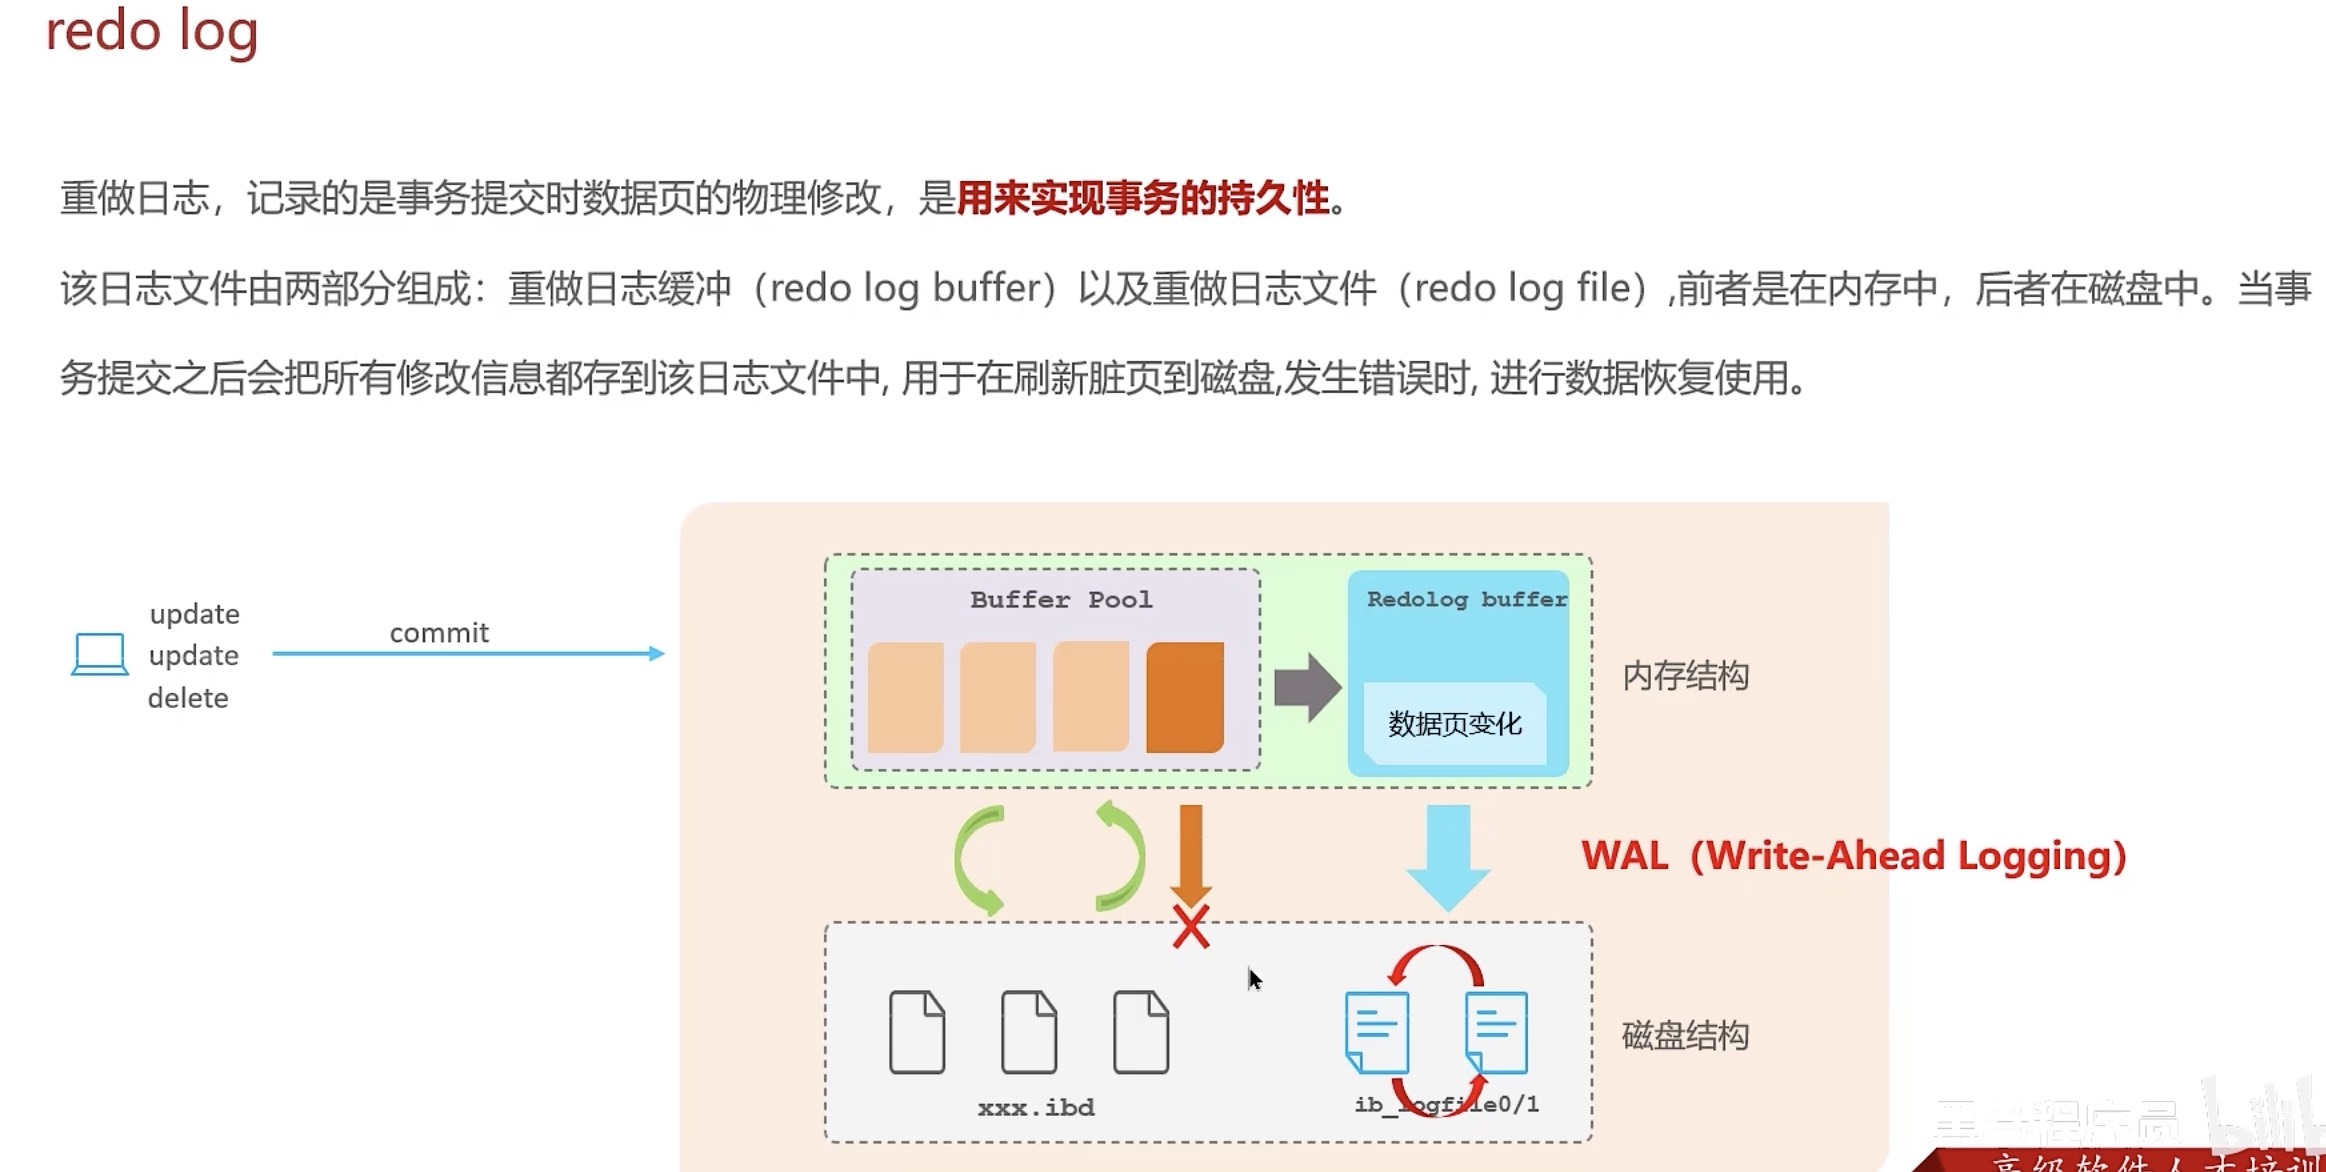 redo log
重做日志，记录的是事务提交时数据页的物理修改，是用来实现事务的持久性。
该日志文件由两部分组成：重做日志缓冲（redo log buffer）以及重做日志文件（redo log file）,前者是在内存中，后者在磁盘中。当事
务提交之后会把所有修改信息都存到该日志文件中, 用于在刷新脏页到磁盘,发生错误时, 进行数据恢复使用。
Buffer Pool
Redolog buffer
update
commit
update
delete
内存结构
数据页变化
WAL（Write-Ahead Logging）
磁盘结构
xxx.ibd
ib_logfile0/1